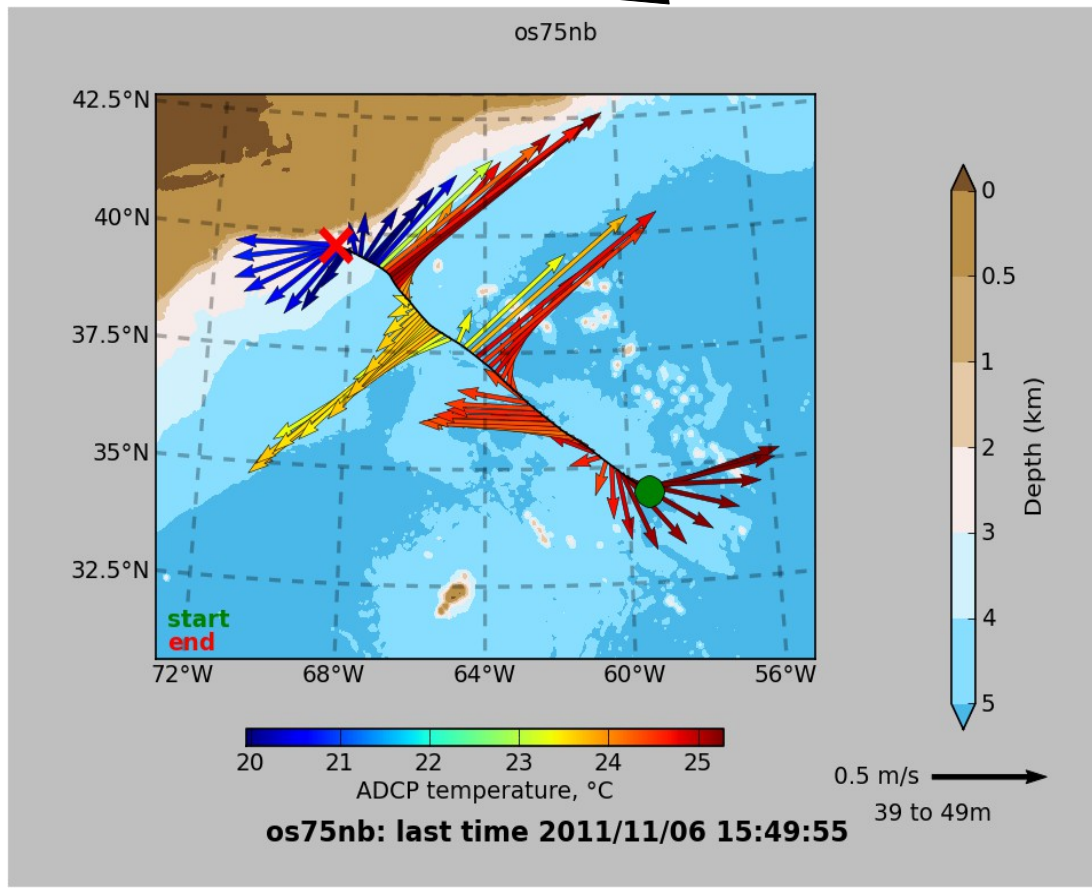 os75nb
42.5°N
40°N
37.5°N
35°N
32.5°N
start
end
72°W 68°W 64°W 60°W 56°W
0
0.5
1
2
3
4
5
Depth (km)
20 21 22 23 24 25
ADCP temperature, °C
0.5 m/s
39 to 49m
os75nb: last time 2011/11/06 15:49:55